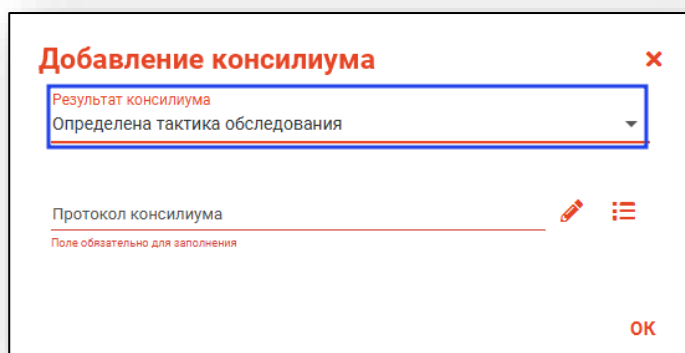 Добавление консилиума
Результат консилиума
Определена тактика обследования
Протокол консилиума
Поле обязательно для заполнения
ОК